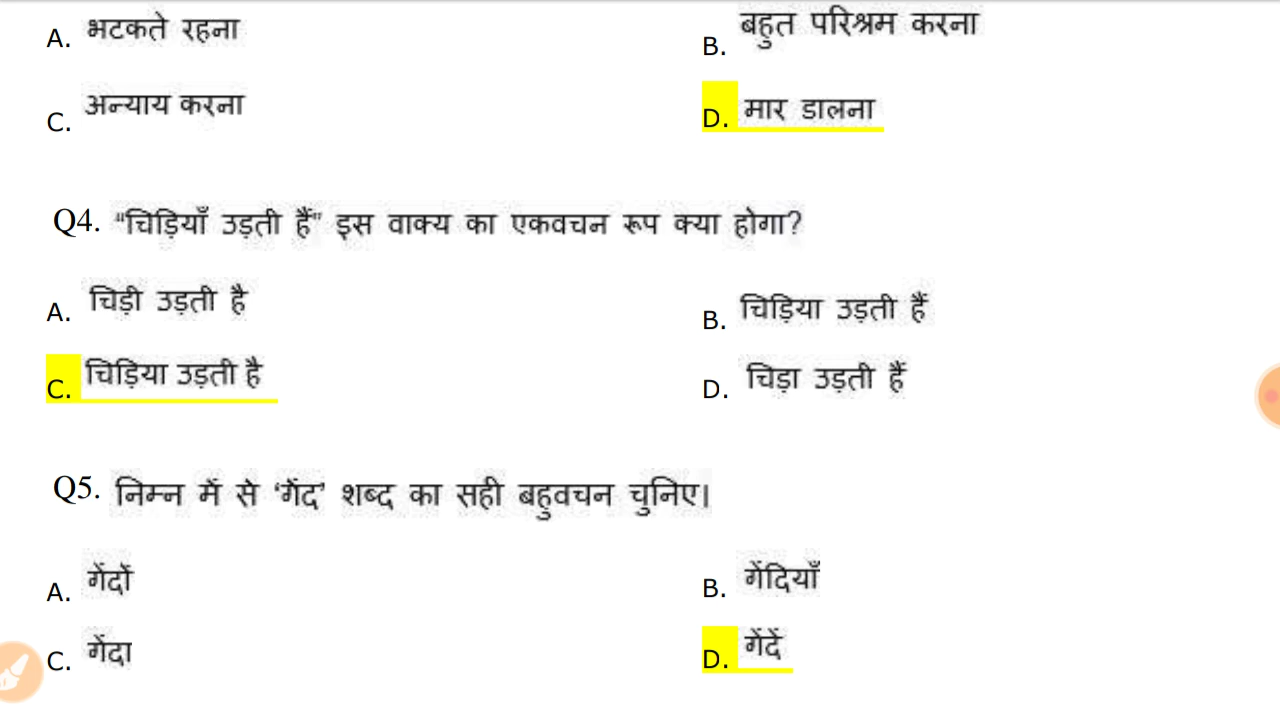 A. भटकते रहना B. बहुत परिश्रम करना
C. अन्याय करना D. मार डालना
Q4. "चिड़ियाँ उड़ती हैं" इस वाक्य का एकवचन रूप क्या होगा?
A. चिड़ी उड़ती है B. चिड़िया उड़ती हैं
C. चिड़िया उड़ती है D. चिड़ा उड़ती हैं
Q5. निम्न में से 'गेंद' शब्द का सही बहुवचन चुनिए।
A. गेंदों B. गेंदियाँ
C. गेंदा D. गेंदें